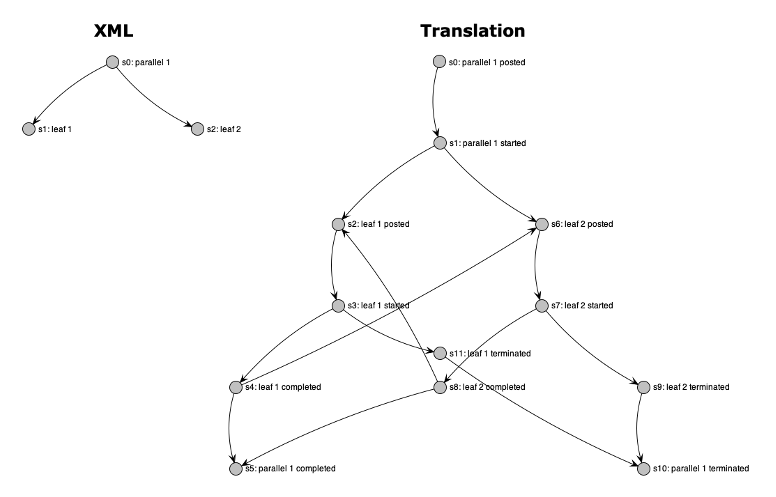 XML
Translation
s0: parallel 1
s0: parallel 1 posted
s1: leaf 1
s2: leaf 2
s1: parallel 1 started
s2: leaf 1 posted
s6: leaf 2 posted
s3: leaf 1 started
s7: leaf 2 started
s11: leaf 1 terminated
s4: leaf 1 completed
s8: leaf 2 completed
s9: leaf 2 terminated
s5: parallel 1 completed
s10: parallel 1 terminated